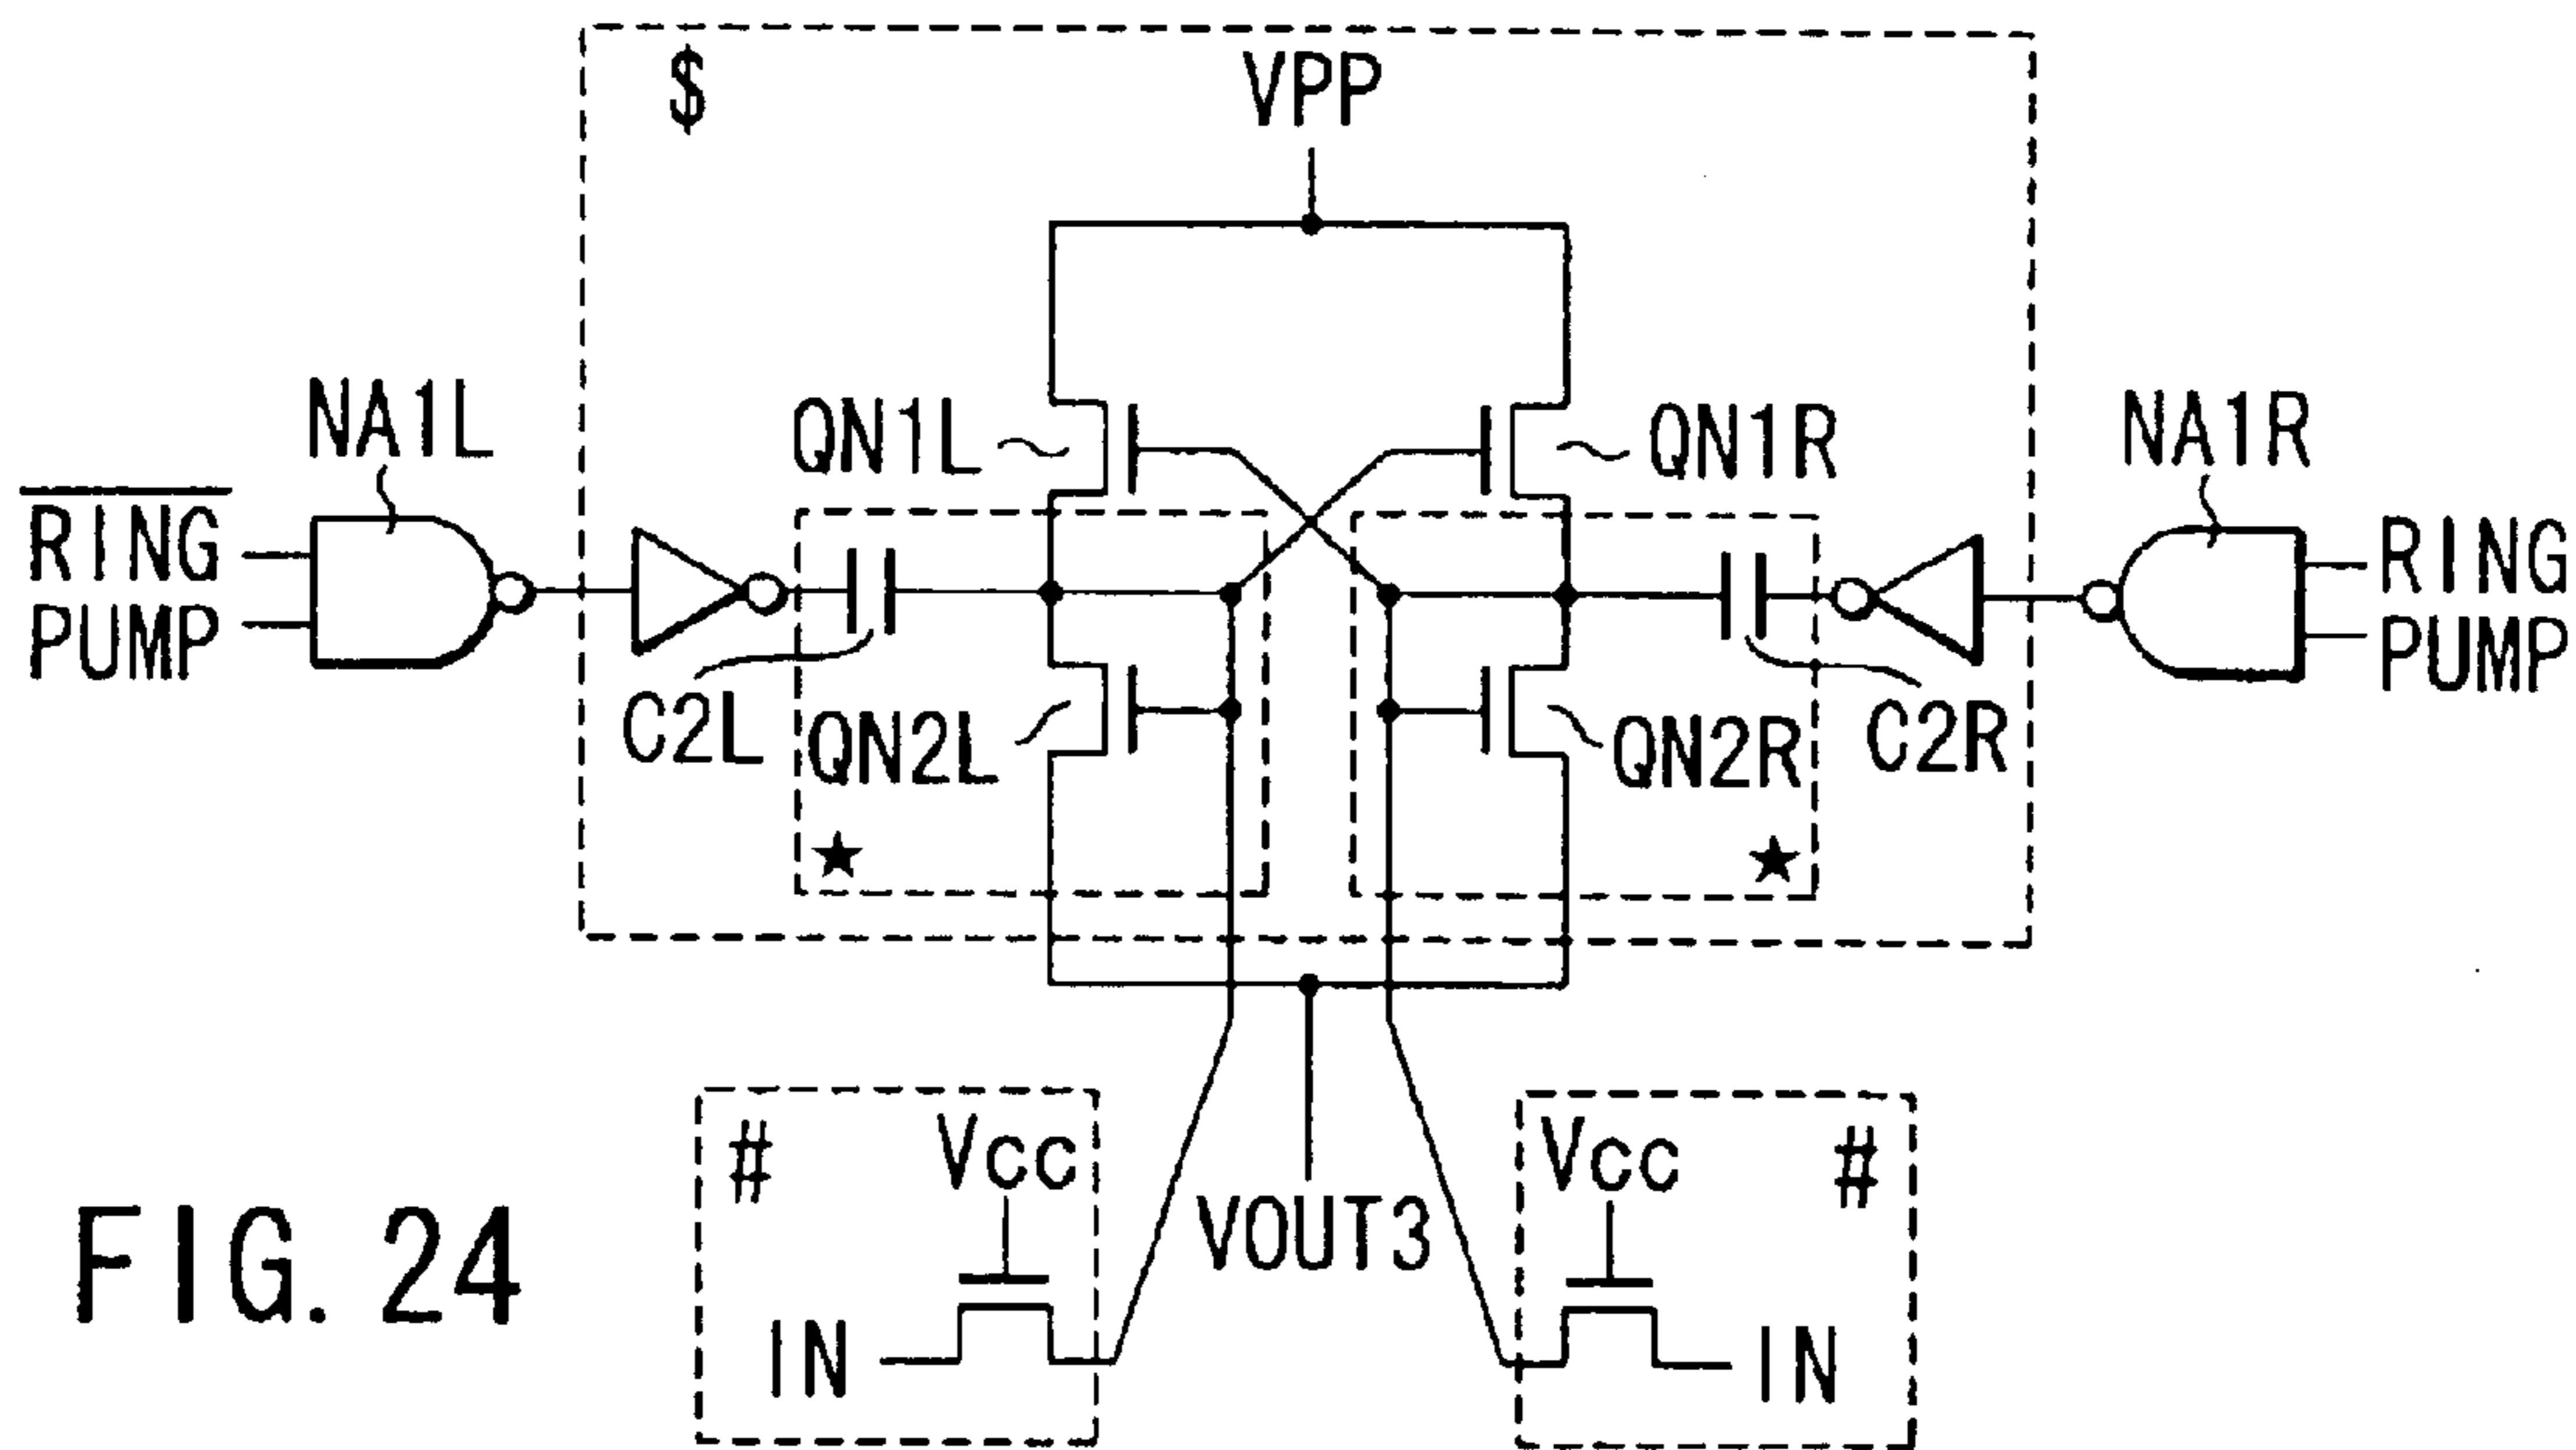 $
VPP
NA1L
QN1L
QN1R
NA1R
RING
PUMP
RING
PUMP
C2L
QN2L
QN2R
C2R
★
★
#
Vcc
Vcc
#
VOUT3
IN
IN
FIG. 24